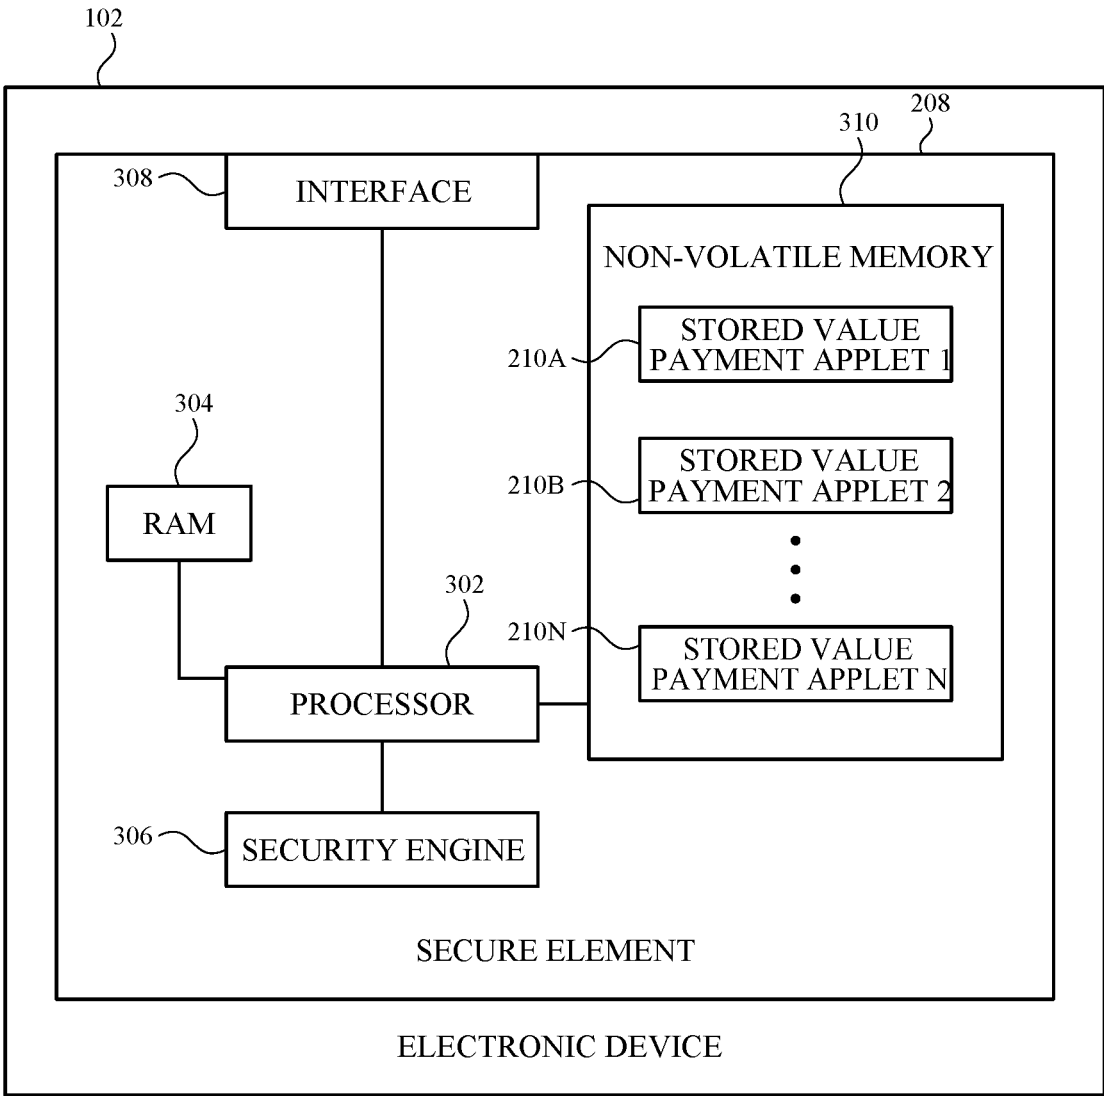 102
208
310
308
INTERFACE
NON-VOLATILE MEMORY
STORED VALUE
PAYMENT APPLET 1
210A
304
STORED VALUE
PAYMENT APPLET 2
210B
RAM
302
210N
STORED VALUE
PAYMENT APPLET N
PROCESSOR
306
SECURITY ENGINE
SECURE ELEMENT
ELECTRONIC DEVICE